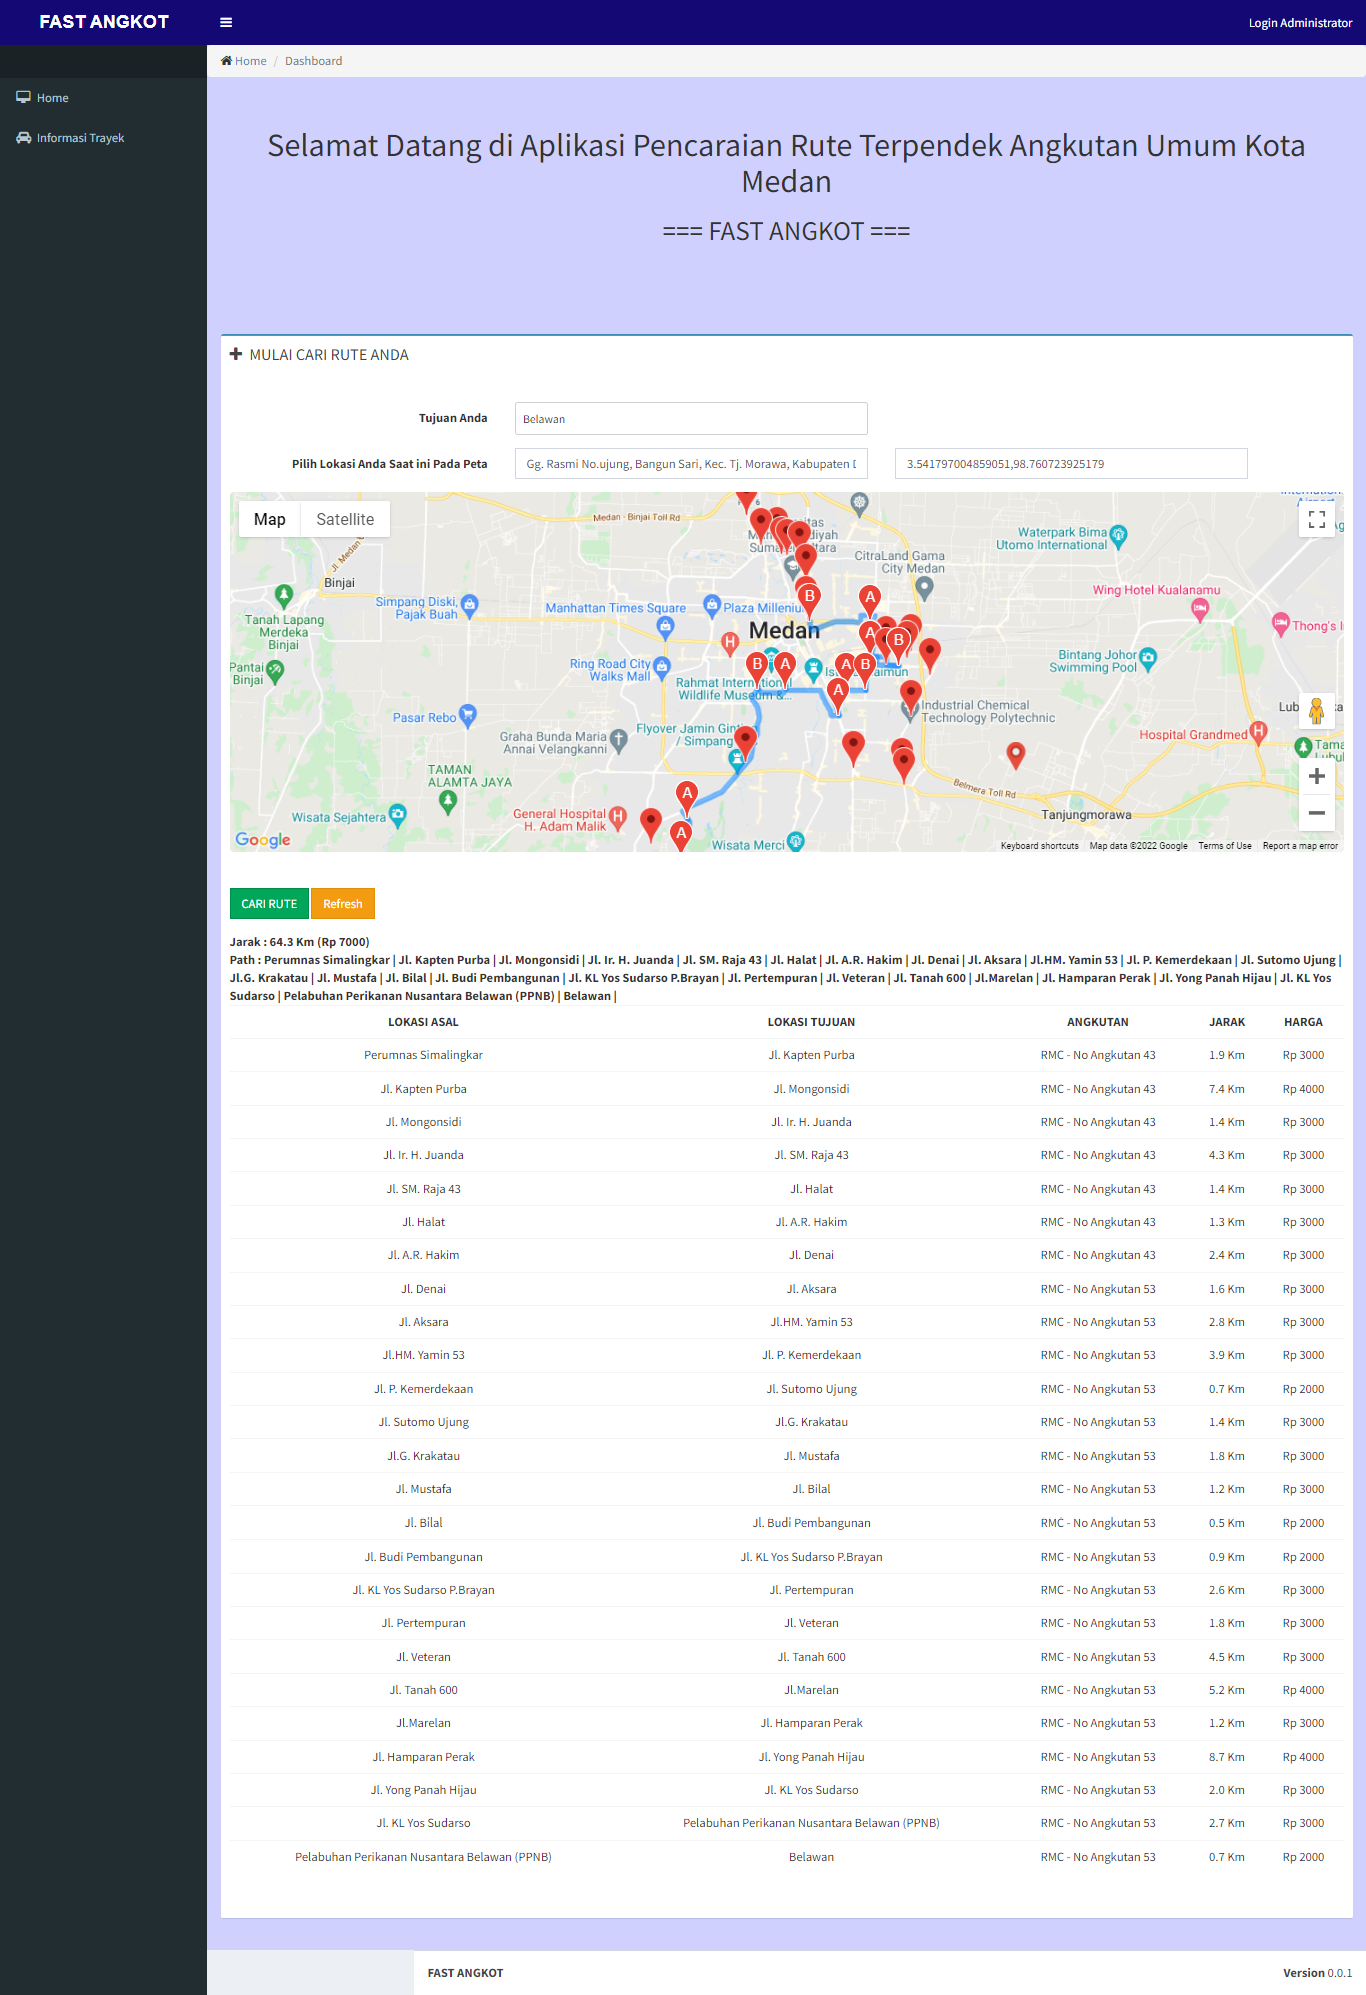 FAST ANGKOT
Login Administrator
Home / Dashboard
Home
Informasi Trayek
Selamat Datang di Aplikasi Pencaraian Rute Terpendek Angkutan Umum Kota
Medan
=== FAST ANGKOT ===
MULAI CARI RUTE ANDA
Tujuan Anda
Belawan
Pilih Lokasi Anda Saat ini Pada Peta
Gg. Rasmi No.ujung, Bangun Sari, Kec. Tj. Morawa, Kabupaten
3.541797004859051,98.760723925179
Map
Satellite
Medan - Binjai Toll Rd
Jl. Medan
Binjai
CitraLand Gama
City Medan
Waterpark Bima
Utomo International
Tanah Lapang
Merdeka
Binjai
Simpang Diski,
Pajak Buah
Manhattan Times Square
Plaza Millenium
Wing Hotel Kualanamu
Thong's
Medan
Pantai
Binjai
Ring Road City
Walks Mall
Rahmat International
Wildlife Museum &...
Bintang Johor
Swimming Pool
Pasar Rebo
Graha Bunda Maria
Annai Velangkanni
Flyover Jamin
/ Simpang
Industrial Chemical
Technology Polytechnic
Hospital Grandmed
TAMAN
ALAMTA JAYA
Belmera Toll Rd
Wisata Sejahtera
General Hospital
H. Adam Malik
Wisata Merci
Tanjungmorawa
B
A
A
B
B
A
A
B
A
A
A
Google
Keyboard shortcuts
Map data ©2022 Google
Terms of Use
Report a map error
CARI RUTE
Refresh
Jarak : 64.3 Km (Rp 7000)
Path : Perumnas Simalingkar | Jl. Kapten Purba | Jl. Mongonsidi | Jl. Ir. H. Juanda | Jl. SM. Raja 43 | Jl. Halat | Jl. A.R. Hakim | Jl. Denai | Jl. Aksara | Jl.HM. Yamin 53 | Jl. P. Kemerdekaan | Jl. Sutomo Ujung |
Jl.G. Krakatau | Jl. Mustafa | Jl. Bilal | Jl. Budi Pembangunan | Jl. KL Yos Sudarso P.Brayan | Jl. Pertempuran | Jl. Veteran | Jl. Tanah 600 | Jl.Marelan | Jl. Hamparan Perak | Jl. Yong Panah Hijau | Jl. KL Yos
Sudarso | Pelabuhan Perikanan Nusantara Belawan (PPNB) | Belawan |
LOKASI ASAL LOKASI TUJUAN ANGKUTAN JARAK HARGA
Perumnas Simalingkar Jl. Kapten Purba RMC - No Angkutan 43 1.9 Km Rp 3000
Jl. Kapten Purba Jl. Mongonsidi RMC - No Angkutan 43 7.4 Km Rp 4000
Jl. Mongonsidi Jl. Ir. H. Juanda RMC - No Angkutan 43 1.4 Km Rp 3000
Jl. Ir. H. Juanda Jl. SM. Raja 43 RMC - No Angkutan 43 4.3 Km Rp 3000
Jl. SM. Raja 43 Jl. Halat RMC - No Angkutan 43 1.4 Km Rp 3000
Jl. Halat Jl. A.R. Hakim RMC - No Angkutan 43 1.3 Km Rp 3000
Jl. A.R. Hakim Jl. Denai RMC - No Angkutan 43 2.4 Km Rp 3000
Jl. Denai Jl. Aksara RMC - No Angkutan 53 1.6 Km Rp 3000
Jl. Aksara Jl.HM. Yamin 53 RMC - No Angkutan 53 2.8 Km Rp 3000
Jl.HM. Yamin 53 Jl. P. Kemerdekaan RMC - No Angkutan 53 3.9 Km Rp 3000
Jl. P. Kemerdekaan Jl. Sutomo Ujung RMC - No Angkutan 53 0.7 Km Rp 2000
Jl. Sutomo Ujung Jl.G. Krakatau RMC - No Angkutan 53 1.4 Km Rp 3000
Jl.G. Krakatau Jl. Mustafa RMC - No Angkutan 53 1.8 Km Rp 3000
Jl. Mustafa Jl. Bilal RMC - No Angkutan 53 1.2 Km Rp 3000
Jl. Bilal Jl. Budi Pembangunan RMC - No Angkutan 53 0.5 Km Rp 2000
Jl. Budi Pembangunan Jl. KL Yos Sudarso P.Brayan RMC - No Angkutan 53 0.9 Km Rp 2000
Jl. KL Yos Sudarso P.Brayan Jl. Pertempuran RMC - No Angkutan 53 2.6 Km Rp 3000
Jl. Pertempuran Jl. Veteran RMC - No Angkutan 53 1.8 Km Rp 3000
Jl. Veteran Jl. Tanah 600 RMC - No Angkutan 53 4.5 Km Rp 3000
Jl. Tanah 600 Jl.Marelan RMC - No Angkutan 53 5.2 Km Rp 4000
Jl.Marelan Jl. Hamparan Perak RMC - No Angkutan 53 1.2 Km Rp 3000
Jl. Hamparan Perak Jl. Yong Panah Hijau RMC - No Angkutan 53 8.7 Km Rp 4000
Jl. Yong Panah Hijau Jl. KL Yos Sudarso RMC - No Angkutan 53 2.0 Km Rp 3000
Jl. KL Yos Sudarso Pelabuhan Perikanan Nusantara Belawan (PPNB) RMC - No Angkutan 53 2.7 Km Rp 3000
Pelabuhan Perikanan Nusantara Belawan (PPNB) Belawan RMC - No Angkutan 53 0.7 Km Rp 2000
FAST ANGKOT
Version 0.0.1